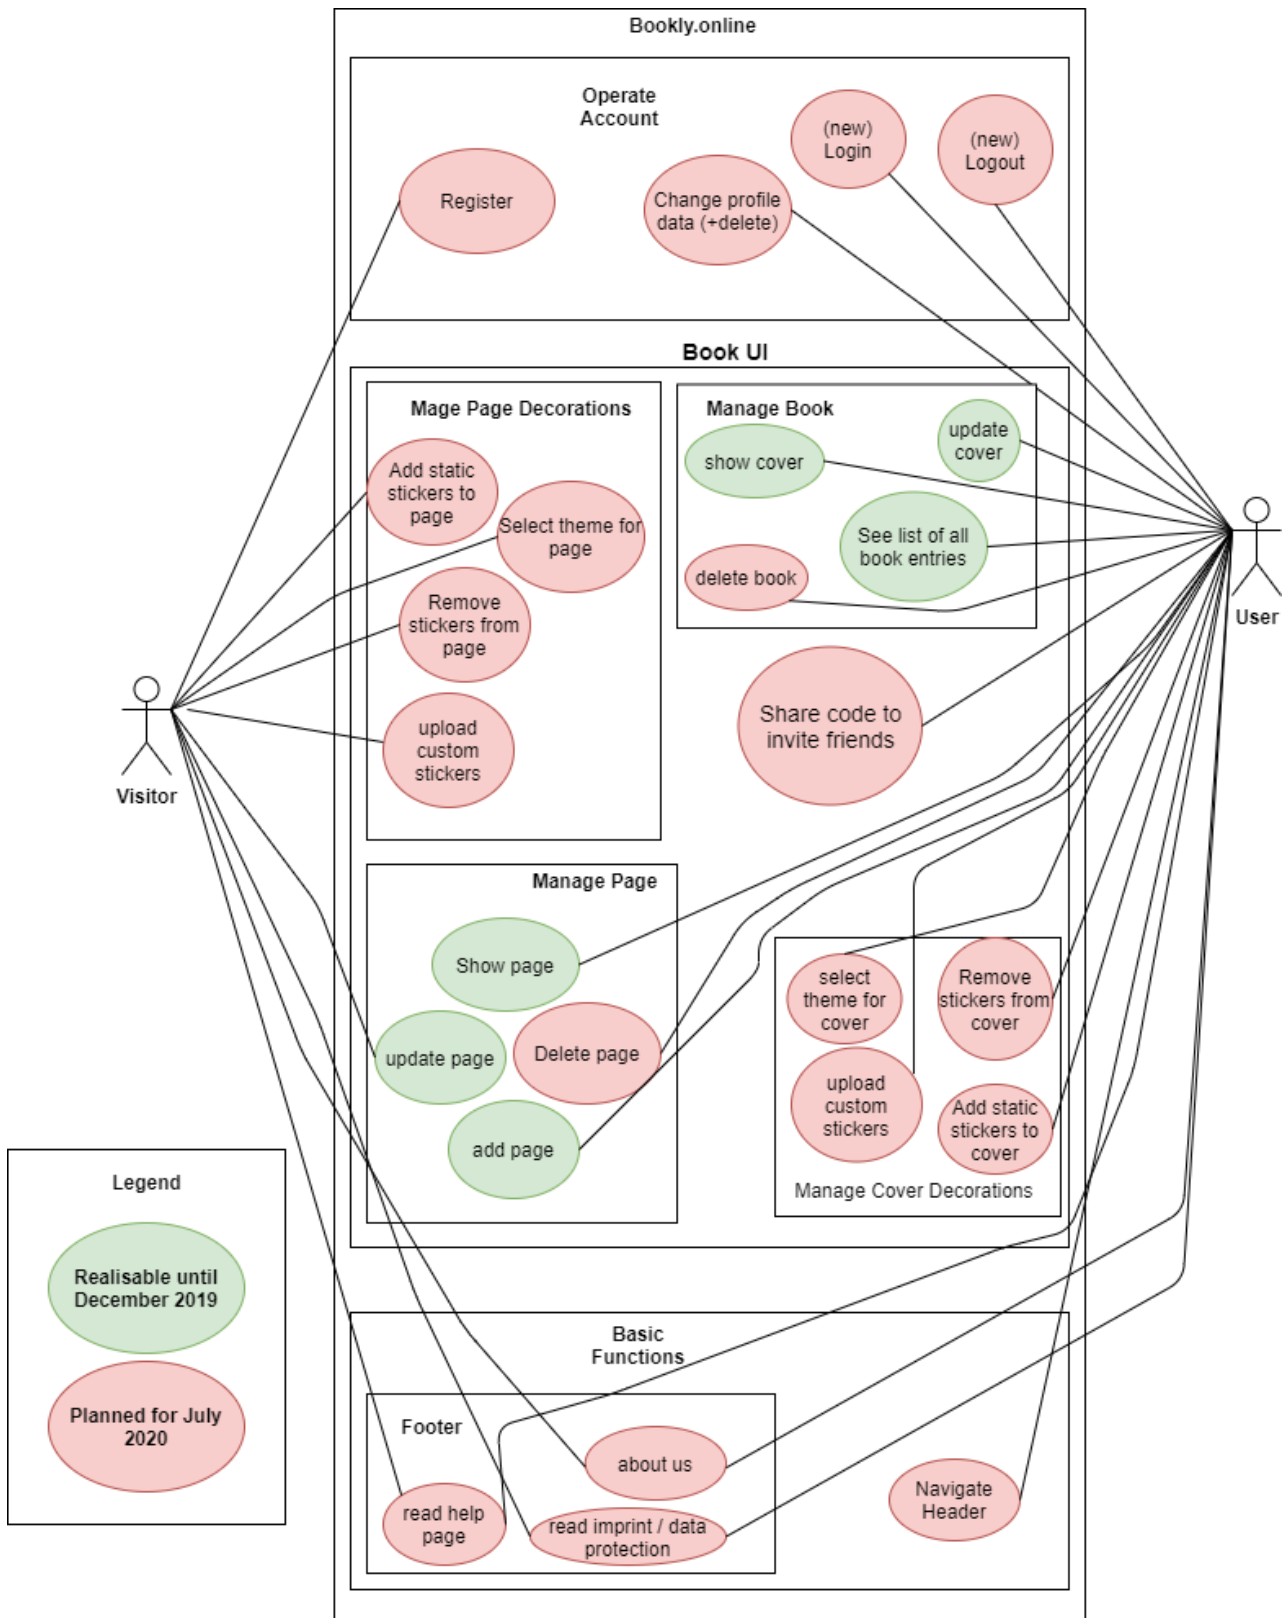 Bookly.online
Operate
Account
(new)
Login
(new)
Logout
Register
Change profile
data (+delete)
Book UI
Mage Page Decorations
Add static
stickers to
page
Select theme for
page
Remove
stickers from
page
upload
custom
stickers
Manage Book
show cover
update
cover
See list of all
book entries
delete book
Share code to
invite friends
Visitor
User
Manage Page
Show page
update page
Delete page
add page
select
theme for
cover
Remove
stickers from
cover
upload
custom
stickers
Add static
stickers to
cover
Manage Cover Decorations
Legend
Realisable until
December 2019
Planned for July
2020
Basic
Functions
Footer
about us
read help
page
read imprint / data
protection
Navigate
Header